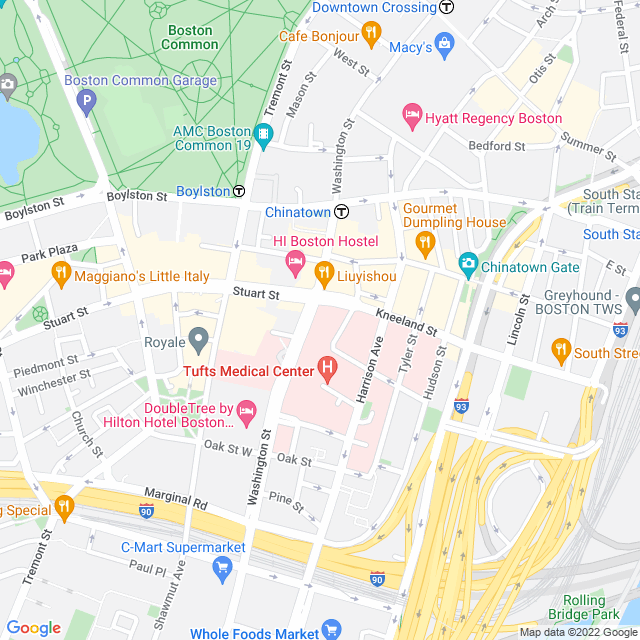 Downtown Crossing
T
Boston
Common
Cafe Bonjour
Macy's
West St
Arch S
Federal St
Otis St
Boston Common Garage
P
Tremont St
Mason St
Hyatt Regency Boston
Summer St
AMC Boston
Common 19
Washington St
Bedford St
Boylston
T
Boylston St
Boylston St
Chinatown
T
Gourmet
Dumpling House
South Sta
(Train Term
South Sta
Park Plaza
HI Boston Hostel
Maggiano's Little Italy
Liuyishou
Chinatown Gate
E St
Stuart St
Stuart St
Kneeland St
Lincoln St
Greyhound -
BOSTON TWS
93
Royale
Piedmont St
Winchester St
Tufts Medical Center
H
Harrison Ave
Tyler St
Hudson St
South Stree
93
Church St
DoubleTree by
Hilton Hotel Boston...
Oak St W
Oak St
Washington St
Marginal Rd
90
Pine St
g Special
Tremont St
C-Mart Supermarket
Paul Pl
Shawmut Ave
90
Rolling
Bridge Park
Whole Foods Market
Google
Map data ©2022 Google